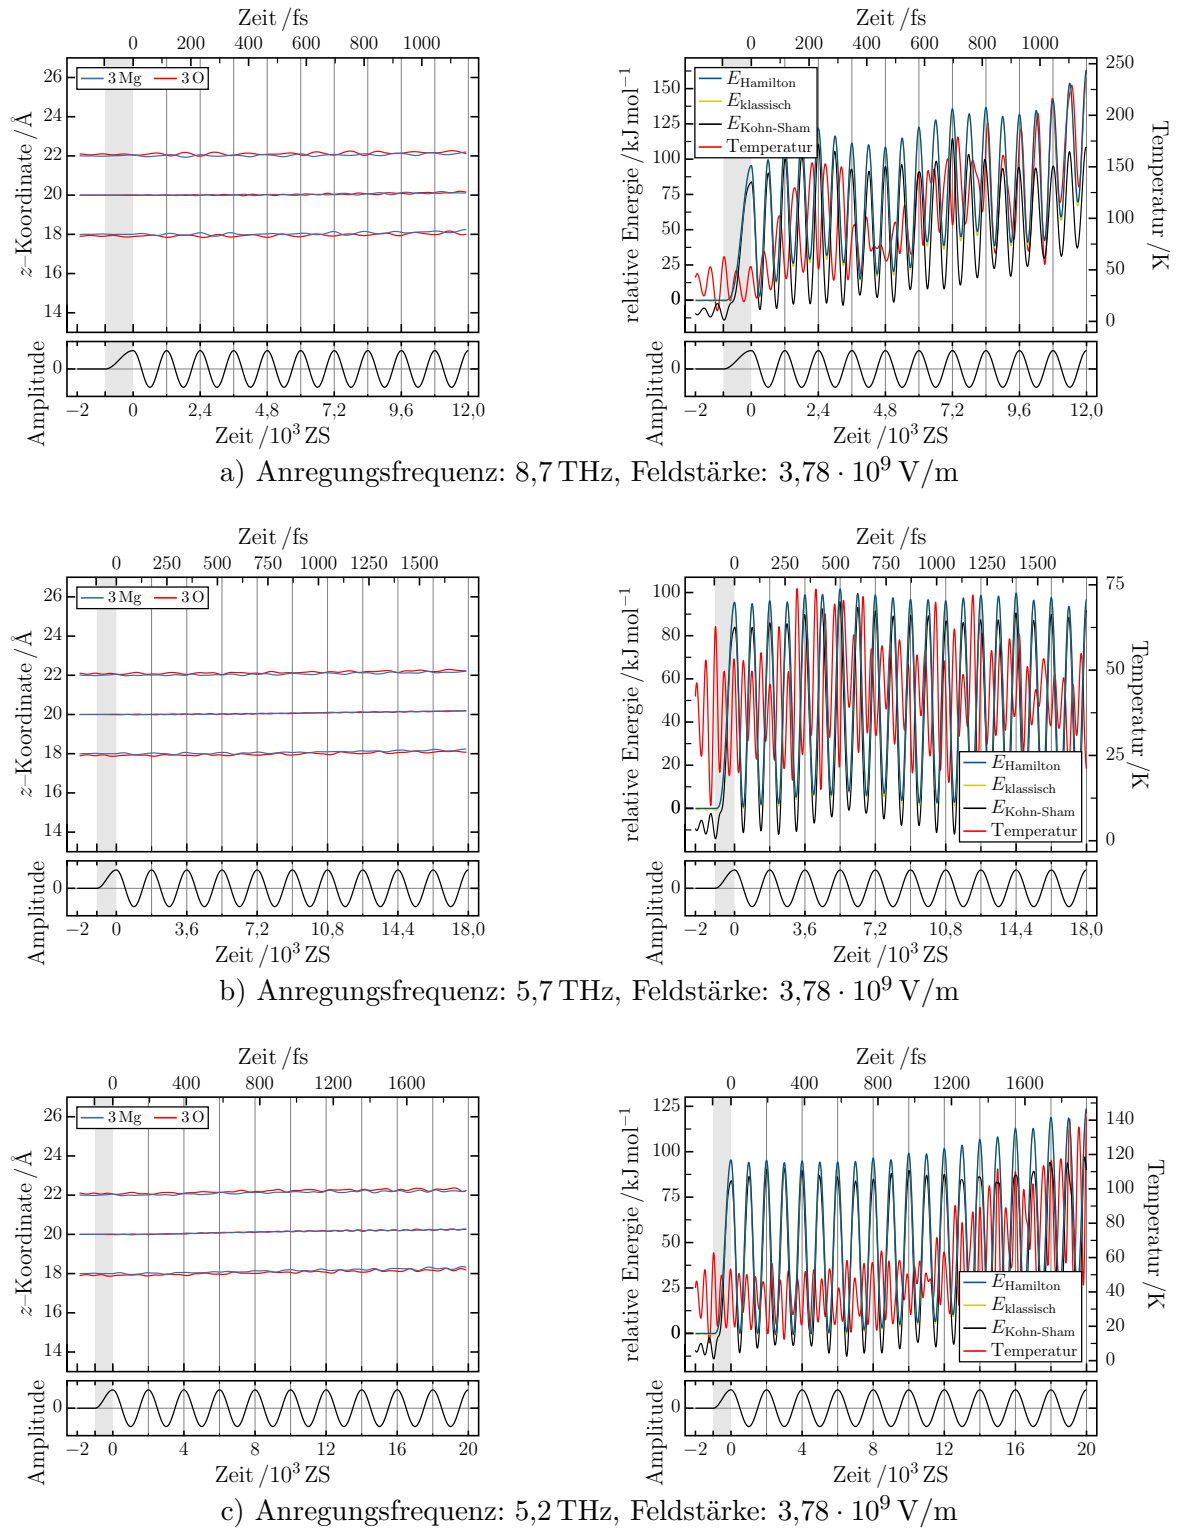 Zeit /fs
0 200 400 600 800 1000
z–Koordinate /Å
26
24
22
20
18
16
14
3 Mg 3 O
Amplitude
0
−2 0 2,4 4,8 7,2 9,6 12,0
Zeit /10³ ZS
Zeit /fs
0 200 400 600 800 1000
relative Energie /kJ mol⁻¹
150
125
100
75
50
25
0
0
E_Hamilton
E_klassisch
E_Kohn-Sham
Temperatur
250
200
150
100
50
0
Temperatur /K
Amplitude
0
−2 0 2,4 4,8 7,2 9,6 12,0
Zeit /10³ ZS
a) Anregungsfrequenz: 8,7 THz, Feldstärke: 3,78 · 10⁹ V/m
Zeit /fs
0 250 500 750 1000 1250 1500
z–Koordinate /Å
26
24
22
20
18
16
14
3 Mg 3 O
Amplitude
0
−2 0 3,6 7,2 10,8 14,4 18,0
Zeit /10³ ZS
Zeit /fs
0 250 500 750 1000 1250 1500
relative Energie /kJ mol⁻¹
100
80
60
40
20
0
0
E_Hamilton
E_klassisch
E_Kohn-Sham
Temperatur
75
50
25
0
Temperatur /K
Amplitude
0
−2 0 3,6 7,2 10,8 14,4 18,0
Zeit /10³ ZS
b) Anregungsfrequenz: 5,7 THz, Feldstärke: 3,78 · 10⁹ V/m
Zeit /fs
0 400 800 1200 1600
z–Koordinate /Å
26
24
22
20
18
16
14
3 Mg 3 O
Amplitude
0
−2 0 4 8 12 16 20
Zeit /10³ ZS
Zeit /fs
0 400 800 1200 1600
relative Energie /kJ mol⁻¹
125
100
75
50
25
0
0
E_Hamilton
E_klassisch
E_Kohn-Sham
Temperatur
140
120
100
80
60
40
20
0
Temperatur /K
Amplitude
0
−2 0 4 8 12 16 20
Zeit /10³ ZS
c) Anregungsfrequenz: 5,2 THz, Feldstärke: 3,78 · 10⁹ V/m